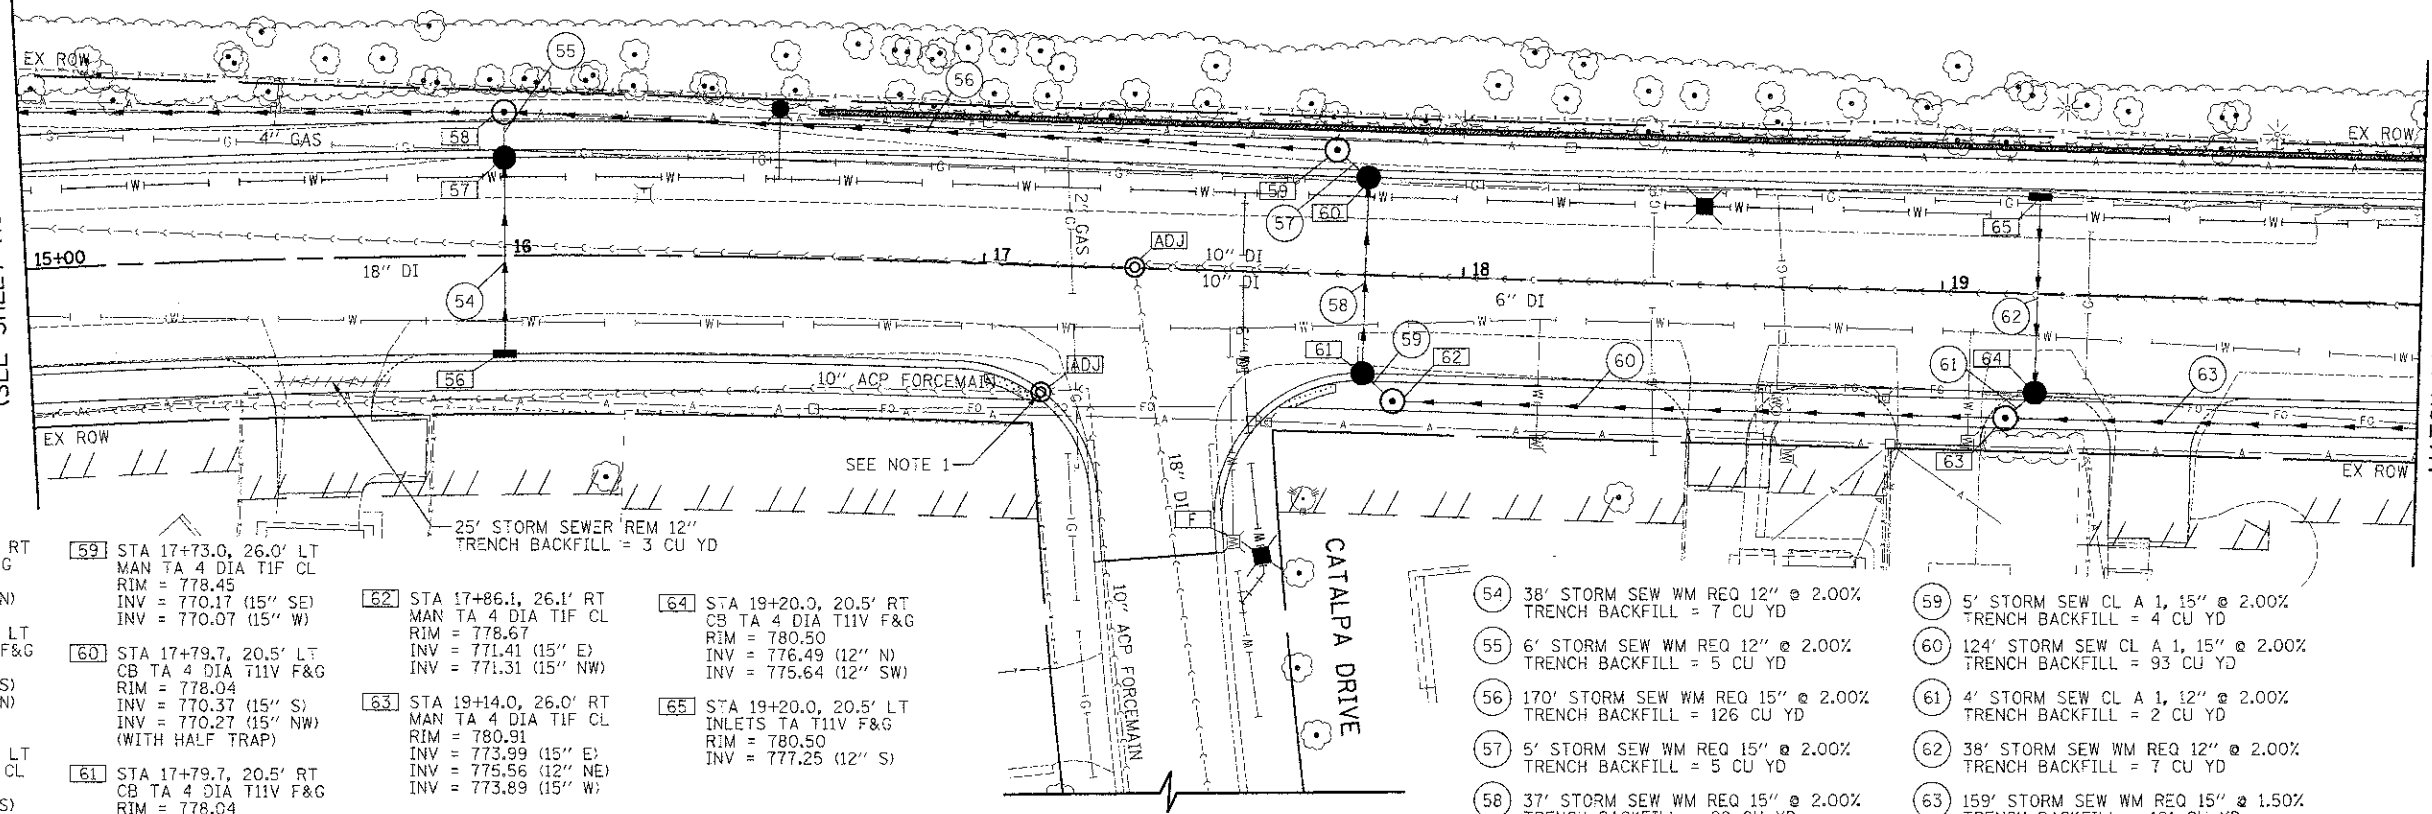 EX ROW
55
56
58
4" GAS
57
59
57
60
65
EX ROW
15+00
16
18" DI
54
17
2" GAS
ADJ
10" DI
10" DI
18
6" DI
19
58
62
56
10" ACP FORCEMAIN
ADJ
61
59
62
60
61
64
63
EX ROW
SEE NOTE 1
18" DI
63
EX ROW
25' STORM SEWER REM 12"
TRENCH BACKFILL = 3 CU YD
CATALPA DRIVE
10" ACP FORCEMAIN
RT
LT
F&G
LT
CL
59 STA 17+73.0, 26.0' LT
MAN TA 4 DIA T1F CL
RIM = 778.45
INV = 770.17 (15" SE)
INV = 770.07 (15" W)
60 STA 17+79.7, 20.5' LT
CB TA 4 DIA T11V F&G
RIM = 778.04
INV = 770.37 (15" S)
INV = 770.27 (15" NW)
(WITH HALF TRAP)
61 STA 17+79.7, 20.5' RT
CB TA 4 DIA T11V F&G
RIM = 778.04
62 STA 17+86.1, 26.1' RT
MAN TA 4 DIA T1F CL
RIM = 778.67
INV = 771.41 (15" E)
INV = 771.31 (15" NW)
63 STA 19+14.0, 26.0' RT
MAN TA 4 DIA T1F CL
RIM = 780.91
INV = 773.99 (15" E)
INV = 775.56 (12" NE)
INV = 773.89 (15" W)
64 STA 19+20.0, 20.5' RT
CB TA 4 DIA T11V F&G
RIM = 780.50
INV = 776.49 (12" N)
INV = 775.64 (12" SW)
65 STA 19+20.0, 20.5' LT
INLETS TA T11V F&G
RIM = 780.50
INV = 777.25 (12" S)
54 38' STORM SEW WM REQ 12" @ 2.00%
TRENCH BACKFILL = 7 CU YD
55 6' STORM SEW WM REQ 12" @ 2.00%
TRENCH BACKFILL = 5 CU YD
56 170' STORM SEW WM REQ 15" @ 2.00%
TRENCH BACKFILL = 126 CU YD
57 5' STORM SEW WM REQ 15" @ 2.00%
TRENCH BACKFILL = 5 CU YD
58 37' STORM SEW WM REQ 15" @ 2.00%
59 5' STORM SEW CL A 1, 15" @ 2.00%
TRENCH BACKFILL = 4 CU YD
60 124' STORM SEW CL A 1, 15" @ 2.00%
TRENCH BACKFILL = 93 CU YD
61 4' STORM SEW CL A 1, 12" @ 2.00%
TRENCH BACKFILL = 2 CU YD
62 38' STORM SEW WM REQ 12" @ 2.00%
TRENCH BACKFILL = 7 CU YD
63 159' STORM SEW WM REQ 15" @ 1.50%